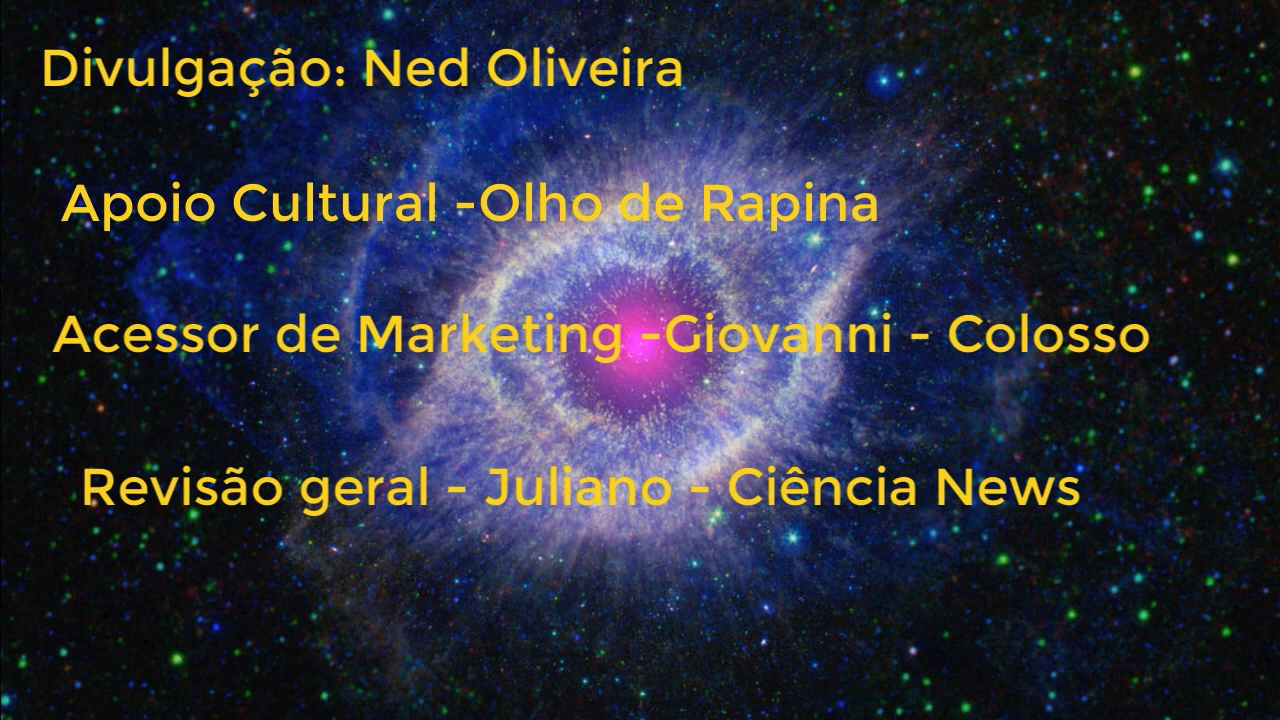 Divulgação: Ned Oliveira
Apoio Cultural -Olho de Rapina
Acessor de Marketing -Giovanni - Colosso
Revisão geral - Juliano - Ciência News